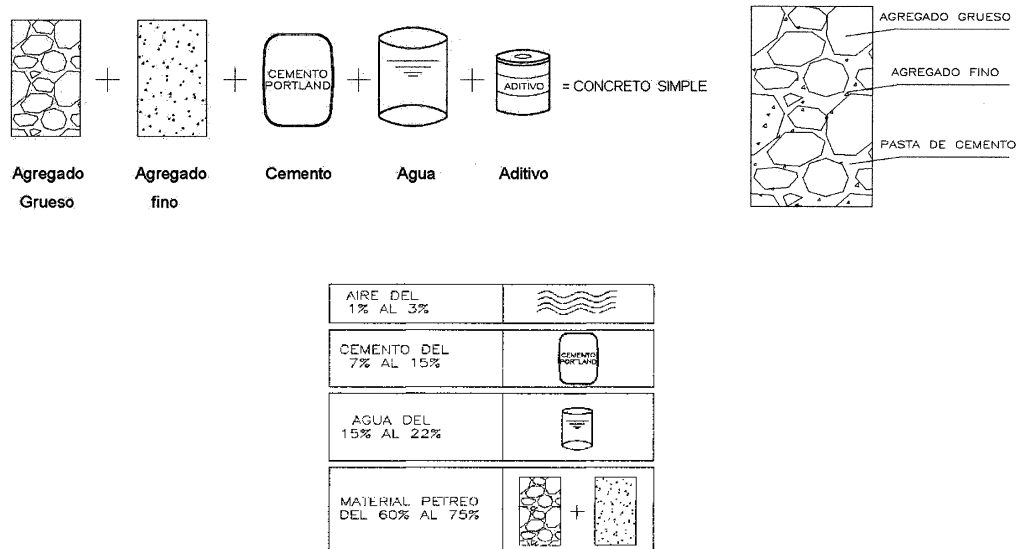 CEMENTO
PORTLAND
ADITIVO
= CONCRETO SIMPLE
Agregado
Grueso
Agregado
fino
Cemento
Agua
Aditivo
AGREGADO GRUESO
AGREGADO FINO
PASTA DE CEMENTO
AIRE DEL
1% AL 3%
CEMENTO DEL
7% AL 15%
CEMENTO
PORTLAND
AGUA DEL
15% AL 22%
MATERIAL PETREO
DEL 60% AL 75%